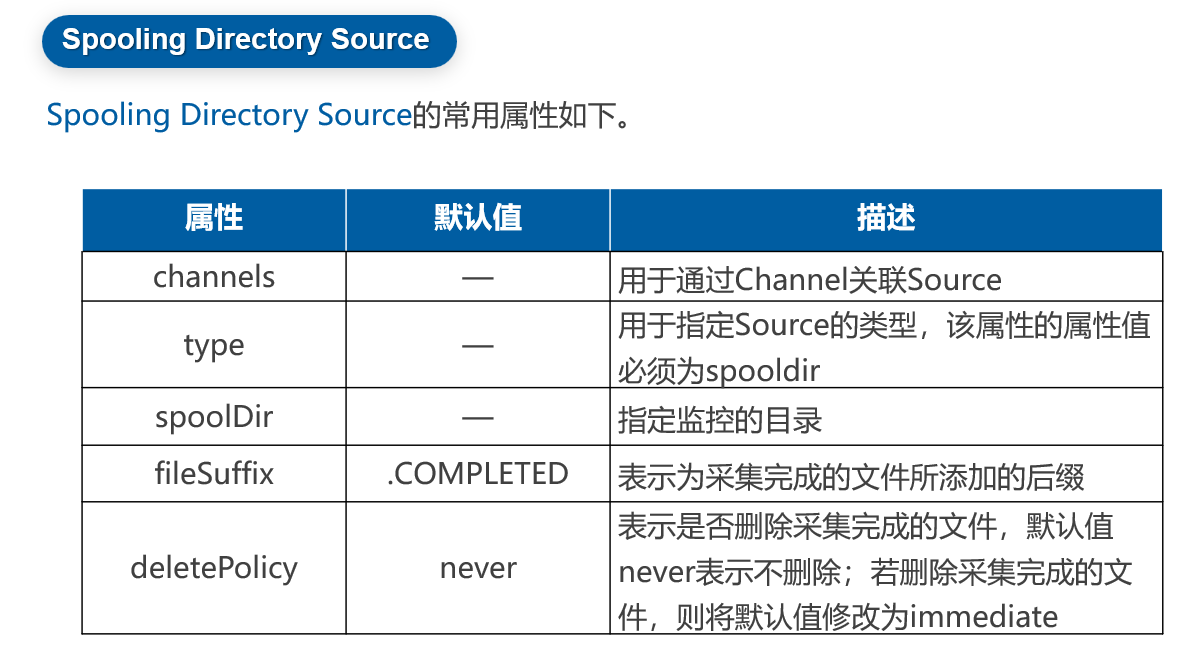 Spooling Directory Source
Spooling Directory Source的常用属性如下。
属性 默认值 描述
channels — 用于通过Channel关联Source
type — 用于指定Source的类型，该属性的属性值
必须为spooldir
spoolDir — 指定监控的目录
fileSuffix .COMPLETED 表示为采集完成的文件所添加的后缀
deletePolicy never 表示是否删除采集完成的文件，默认值
never表示不删除；若删除采集完成的文
件，则将默认值修改为immediate